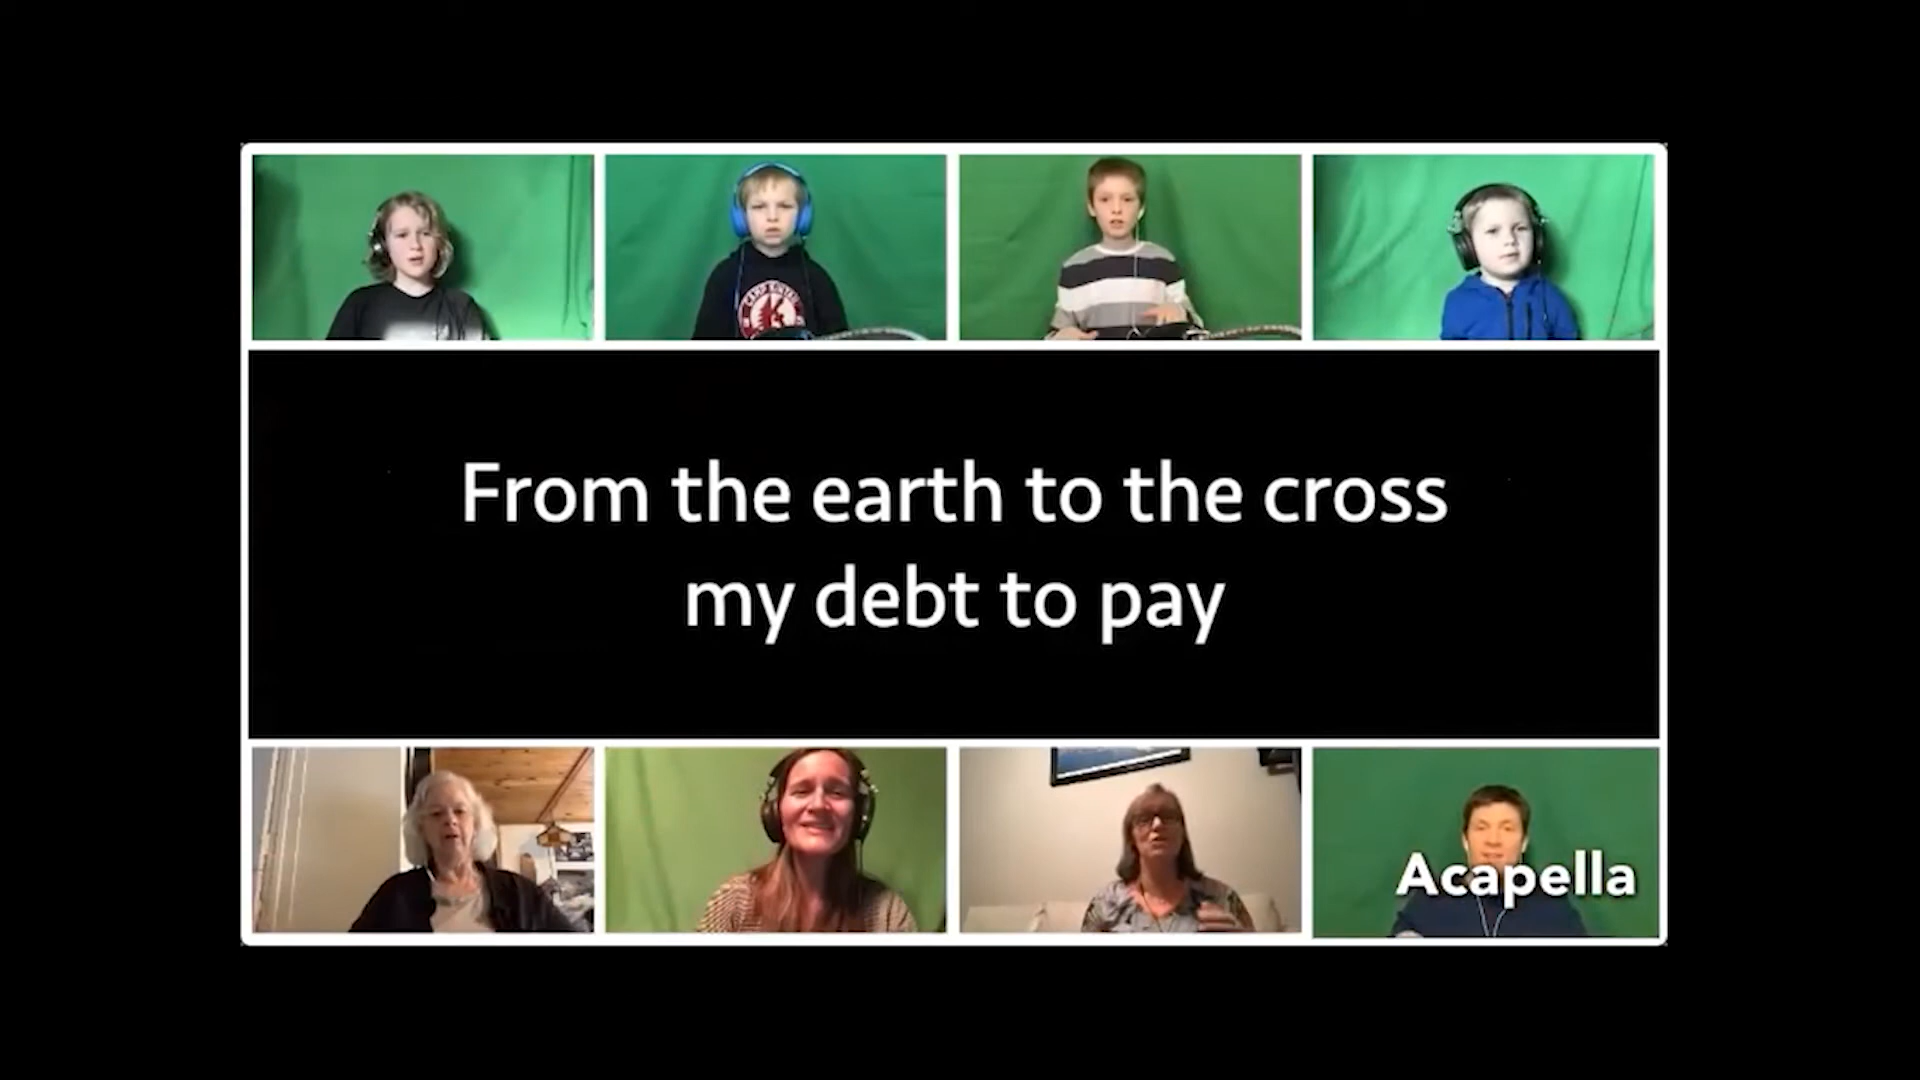 From the earth to the cross
my debt to pay
Acapella